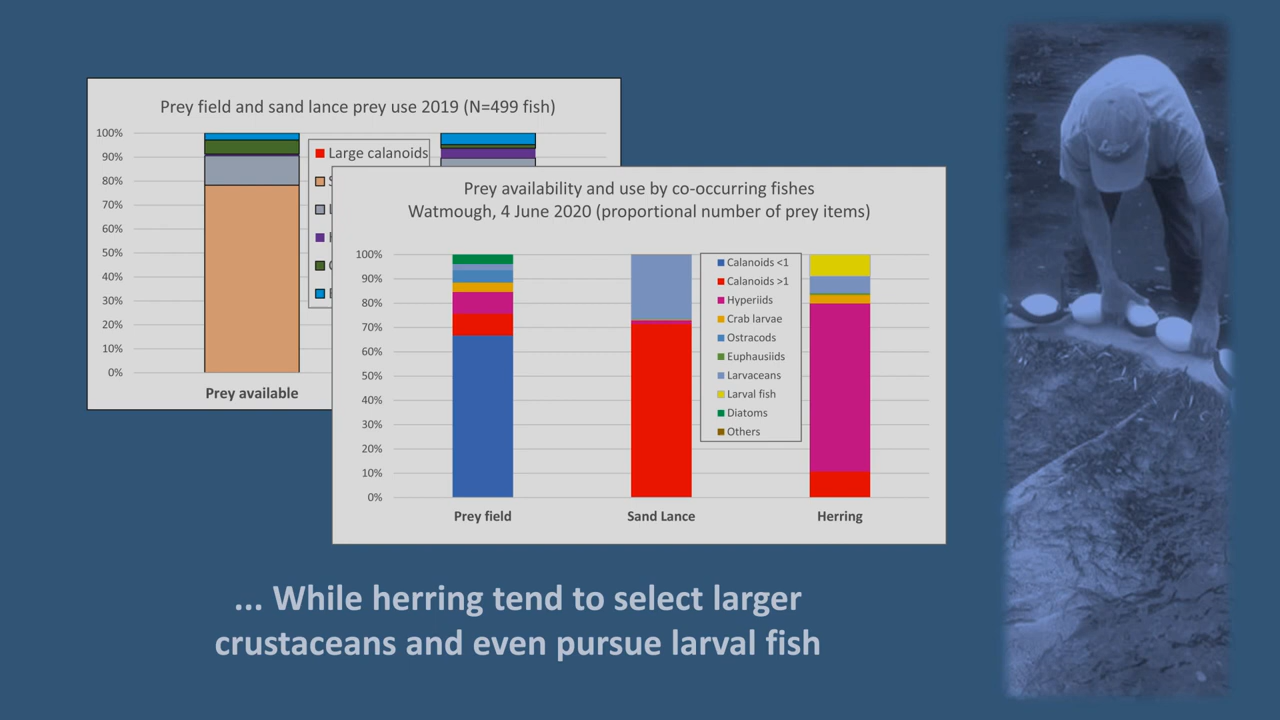 Prey field and sand lance prey use 2019 (N=499 fish)
100%
90%
80%
70%
60%
50%
40%
30%
20%
10%
0%
Large calanoids
Prey available
Prey availability and use by co-occurring fishes
Watmough, 4 June 2020 (proportional number of prey items)
100%
90%
80%
70%
60%
50%
40%
30%
20%
10%
0%
Calanoids <1
Calanoids >1
Hyperiids
Crab larvae
Ostracods
Euphausiids
Larvaceans
Larval fish
Diatoms
Others
Prey field
Sand Lance
Herring
... While herring tend to select larger
crustaceans and even pursue larval fish